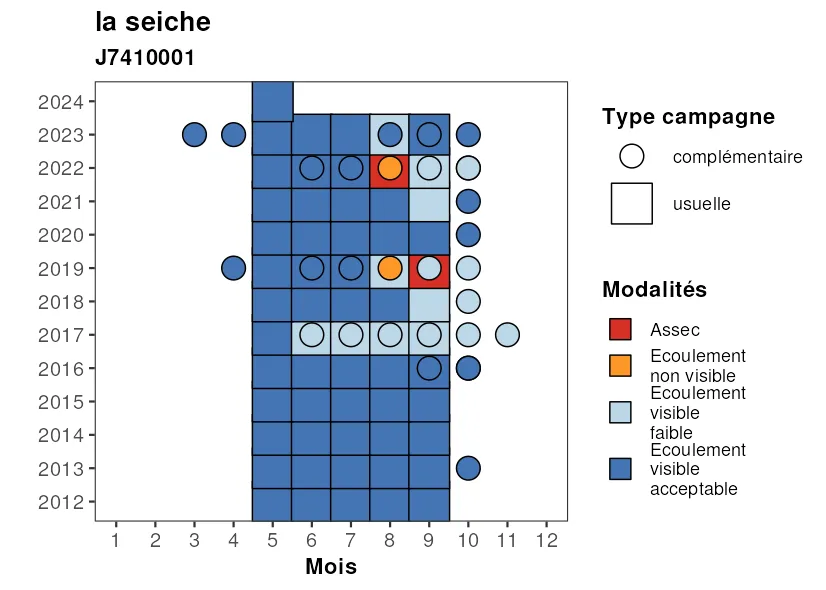 la seiche
J7410001
2024
2023
2022
2021
2020
2019
2018
2017
2016
2015
2014
2013
2012
1 2 3 4 5 6 7 8 9 10 11 12
Mois
Type campagne
complémentaire
usuelle
Modalités
Assec
Ecoulement
non visible
Ecoulement
visible
faible
Ecoulement
visible
acceptable